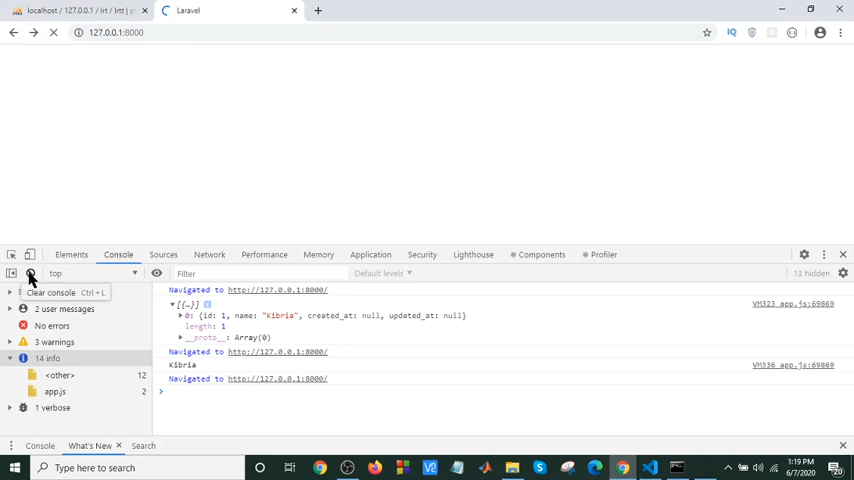 localhost / 127.0.0.1 / lrt / lrtt | p
Laravel
127.0.0.1:8000
IQ
Elements
Console
Sources
Network
Performance
Memory
Application
Security
Lighthouse
Components
Profiler
top
Filter
Default levels
13 hidden
Clear console Ctrl + L
2 user messages
No errors
3 warnings
14 info
<other> 12
app.js 2
1 verbose
Navigated to http://127.0.0.1:8000/
[{…}]
VM323 app.js:69869
0: {id: 1, name: "Kibria", created_at: null, updated_at: null}
length: 1
__proto__: Array(0)
Navigated to http://127.0.0.1:8000/
Kibria
VM336 app.js:69869
Navigated to http://127.0.0.1:8000/
Console
What's New
Search
Type here to search
1:19 PM
6/7/2020
20